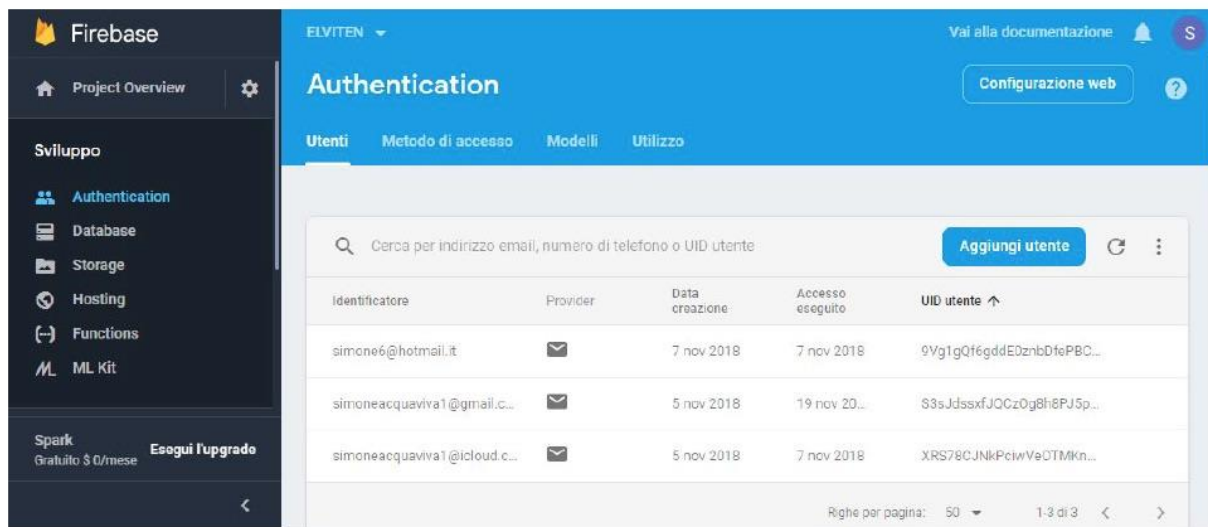 Firebase
Project Overview
Sviluppo
Authentication
Database
Storage
Hosting
Functions
ML Kit
Spark
Gratuito $ 0/mese
Esegui l'upgrade
ELVITEN
Vai alla documentazione
S
Authentication
Configurazione web
Utenti Metodo di accesso Modelli Utilizzo
Cerca per indirizzo email, numero di telefono o UID utente
Aggiungi utente
Identificatore Provider Data creazione Accesso eseguito UID utente
simone6@hotmail.it 7 nov 2018 7 nov 2018
simoneacquaviva1@gmail.c... 5 nov 2018 19 nov 20...
simoneacquaviva1@icloud.c... 5 nov 2018 7 nov 2018
Righe per pagina: 50 1-3 di 3